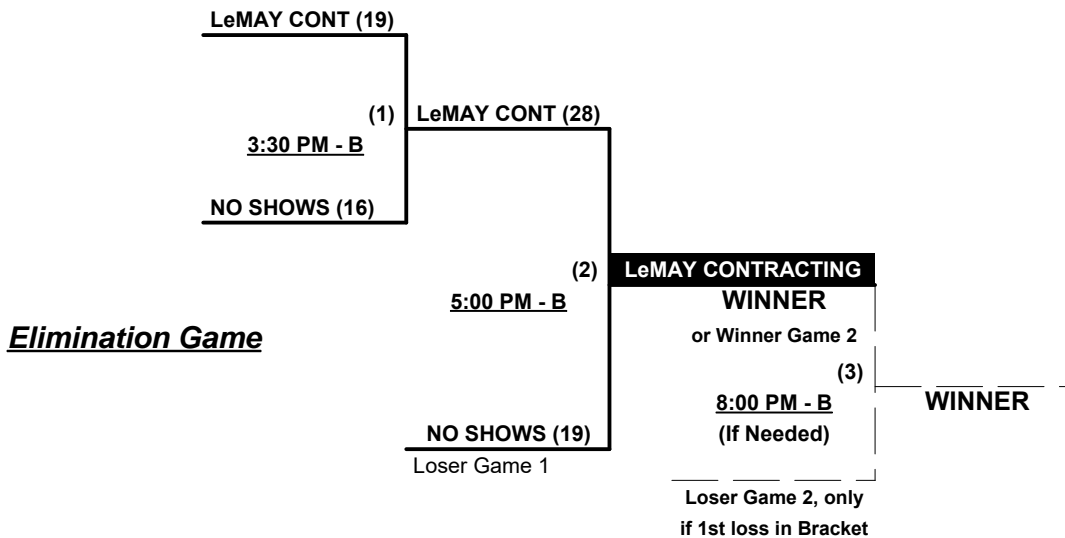 LeMAY CONT (19)
(1)
LeMAY CONT (28)
3:30 PM - B
NO SHOWS (16)
(2)
LeMAY CONTRACTING
5:00 PM - B
WINNER
Elimination Game
or Winner Game 2
(3)
8:00 PM - B
WINNER
(If Needed)
NO SHOWS (19)
Loser Game 1
Loser Game 2, only
if 1st loss in Bracket